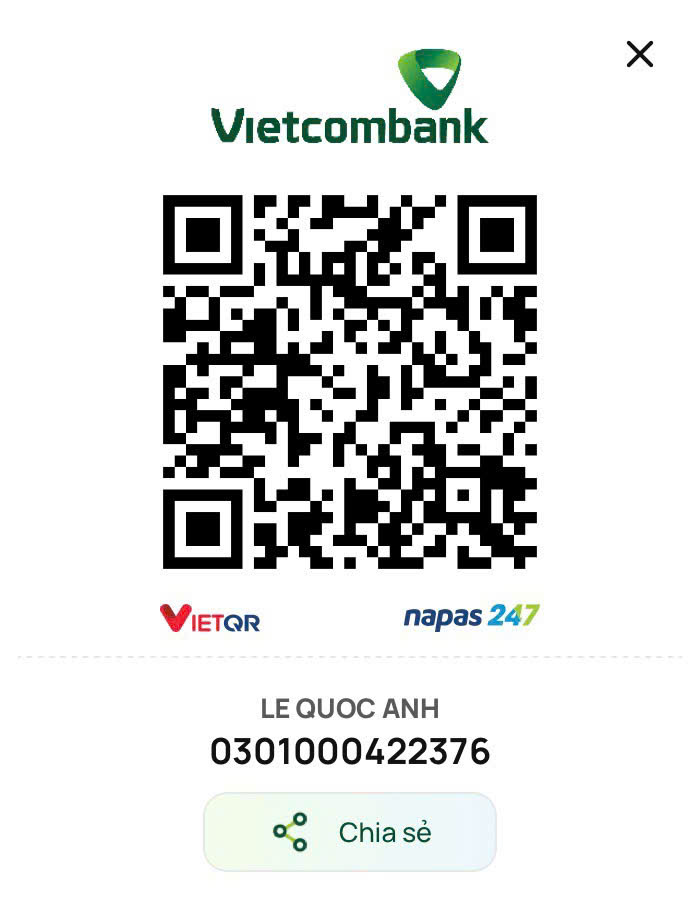 Vietcombank
VIETQR
napas 247
LE QUOC ANH
0301000422376
Chia sẻ